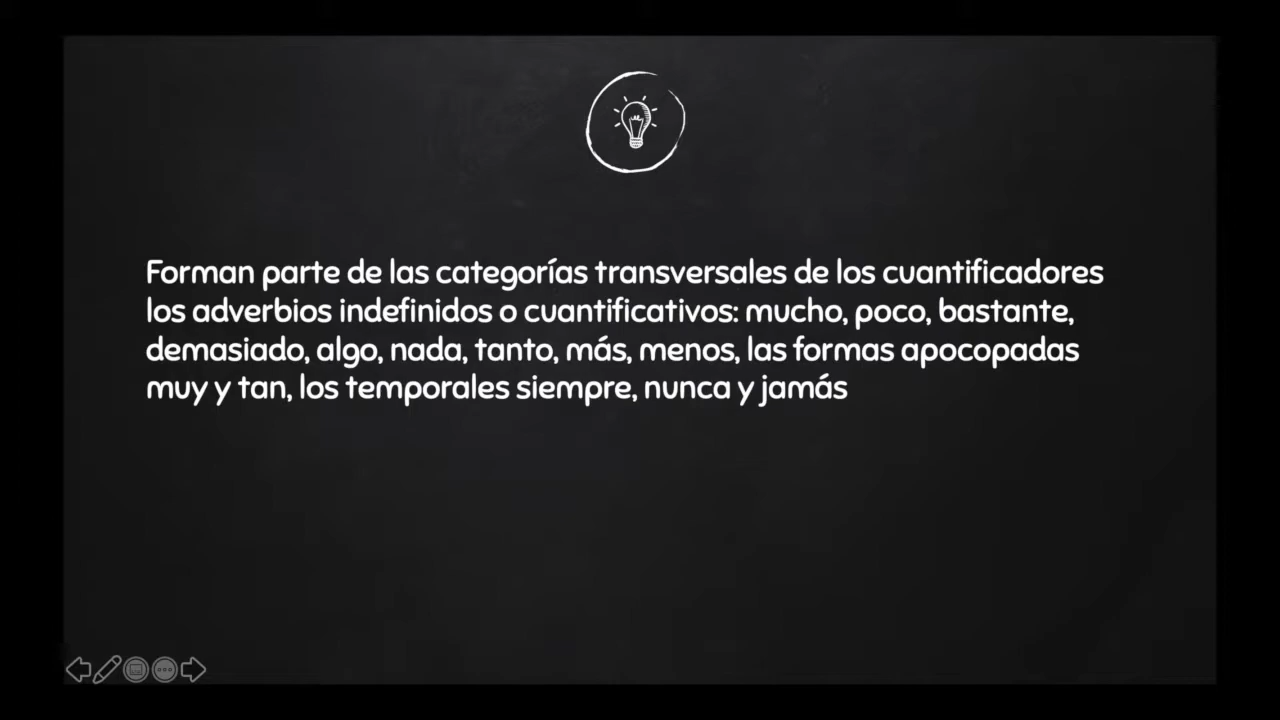 Forman parte de las categorías transversales de los cuantificadores
los adverbios indefinidos o cuantificativos: mucho, poco, bastante,
demasiado, algo, nada, tanto, más, menos, las formas apocopadas
muy y tan, los temporales siempre, nunca y jamás